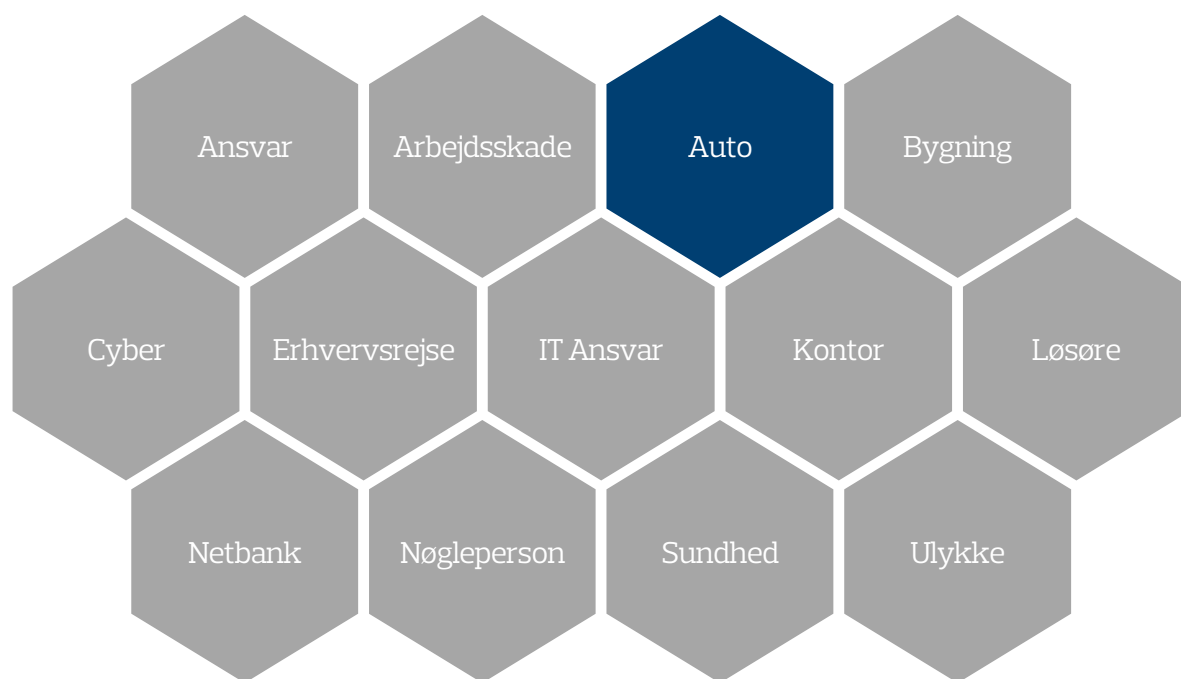 Ansvar
Arbejdsskade
Auto
Bygning
Cyber
Erhvervsrejse
IT Ansvar
Kontor
Løsøre
Netbank
Nøgleperson
Sundhed
Ulykke